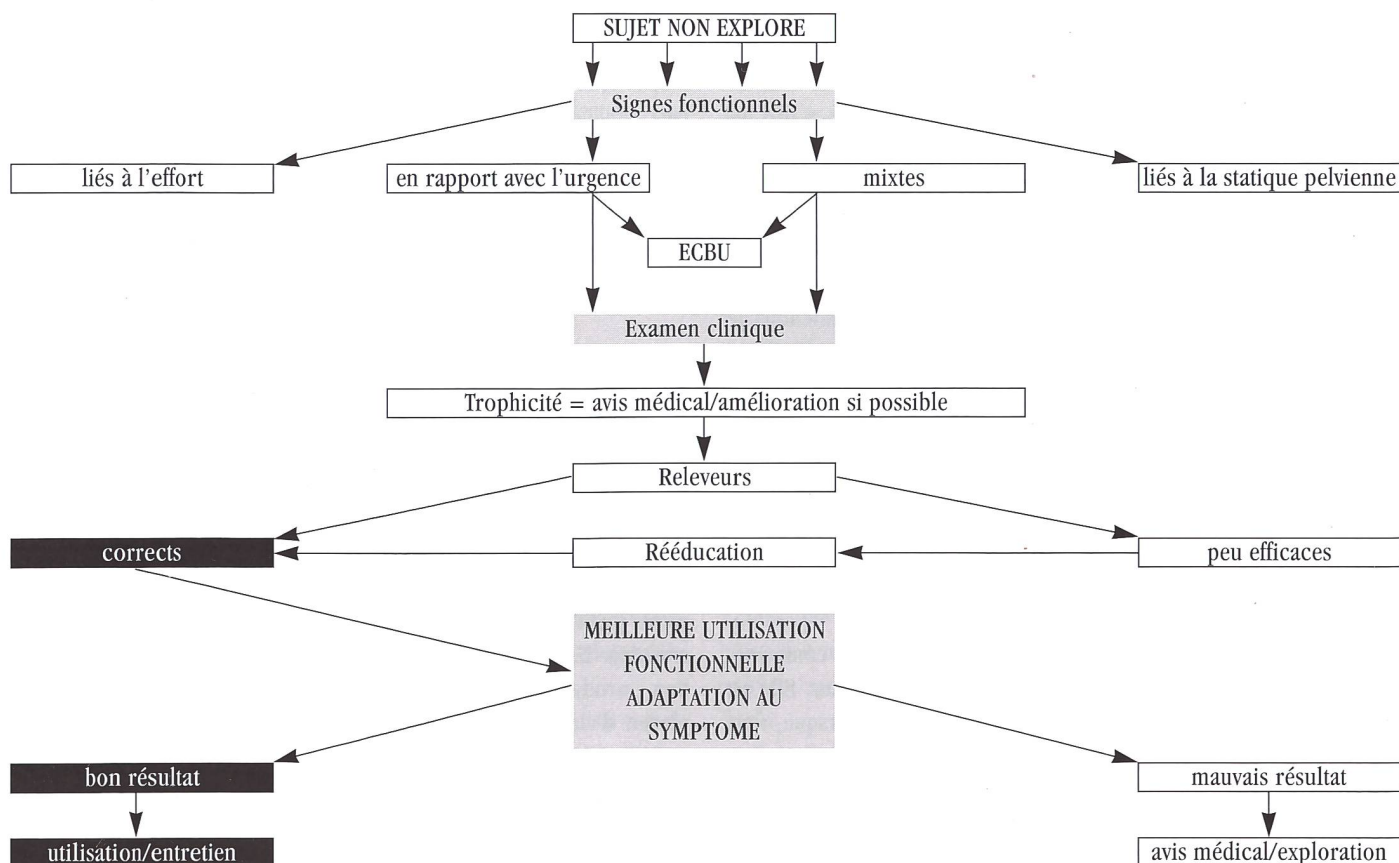 SUJET NON EXPLORE
Signes fonctionnels
liés à l'effort
en rapport avec l'urgence
mixtes
liés à la statique pelvienne
ECBU
Examen clinique
Trophicité = avis médical/amélioration si possible
Releveurs
corrects
Rééducation
peu efficaces
MEILLEURE UTILISATION
FONCTIONNELLE
ADAPTATION AU
SYMPTOME
bon résultat
mauvais résultat
utilisation/entretien
avis médical/exploration